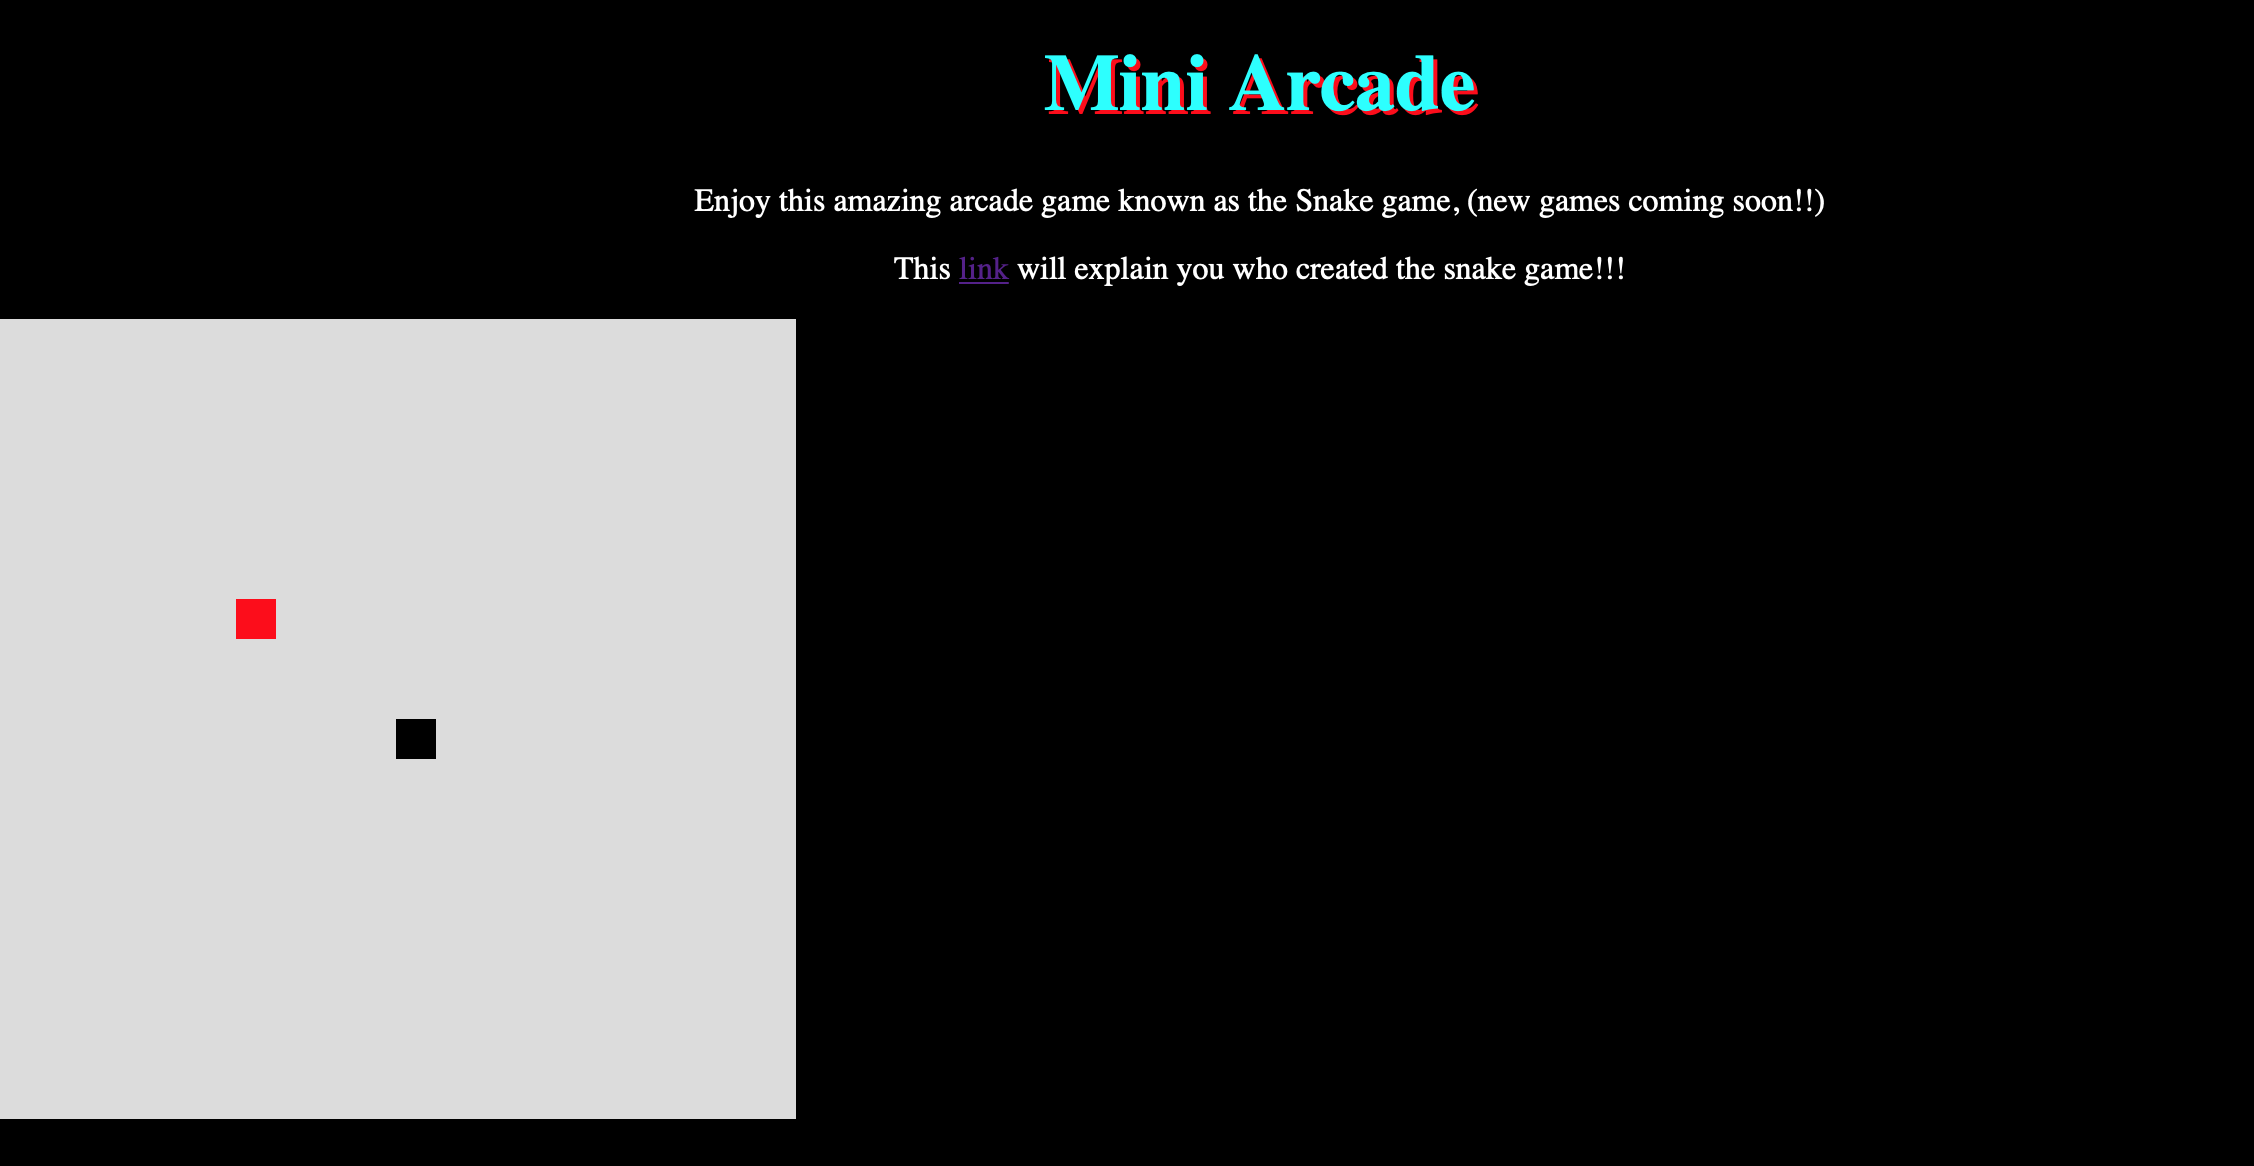 Mini Arcade
Enjoy this amazing arcade game known as the Snake game, (new games coming soon!!)
This link will explain you who created the snake game!!!